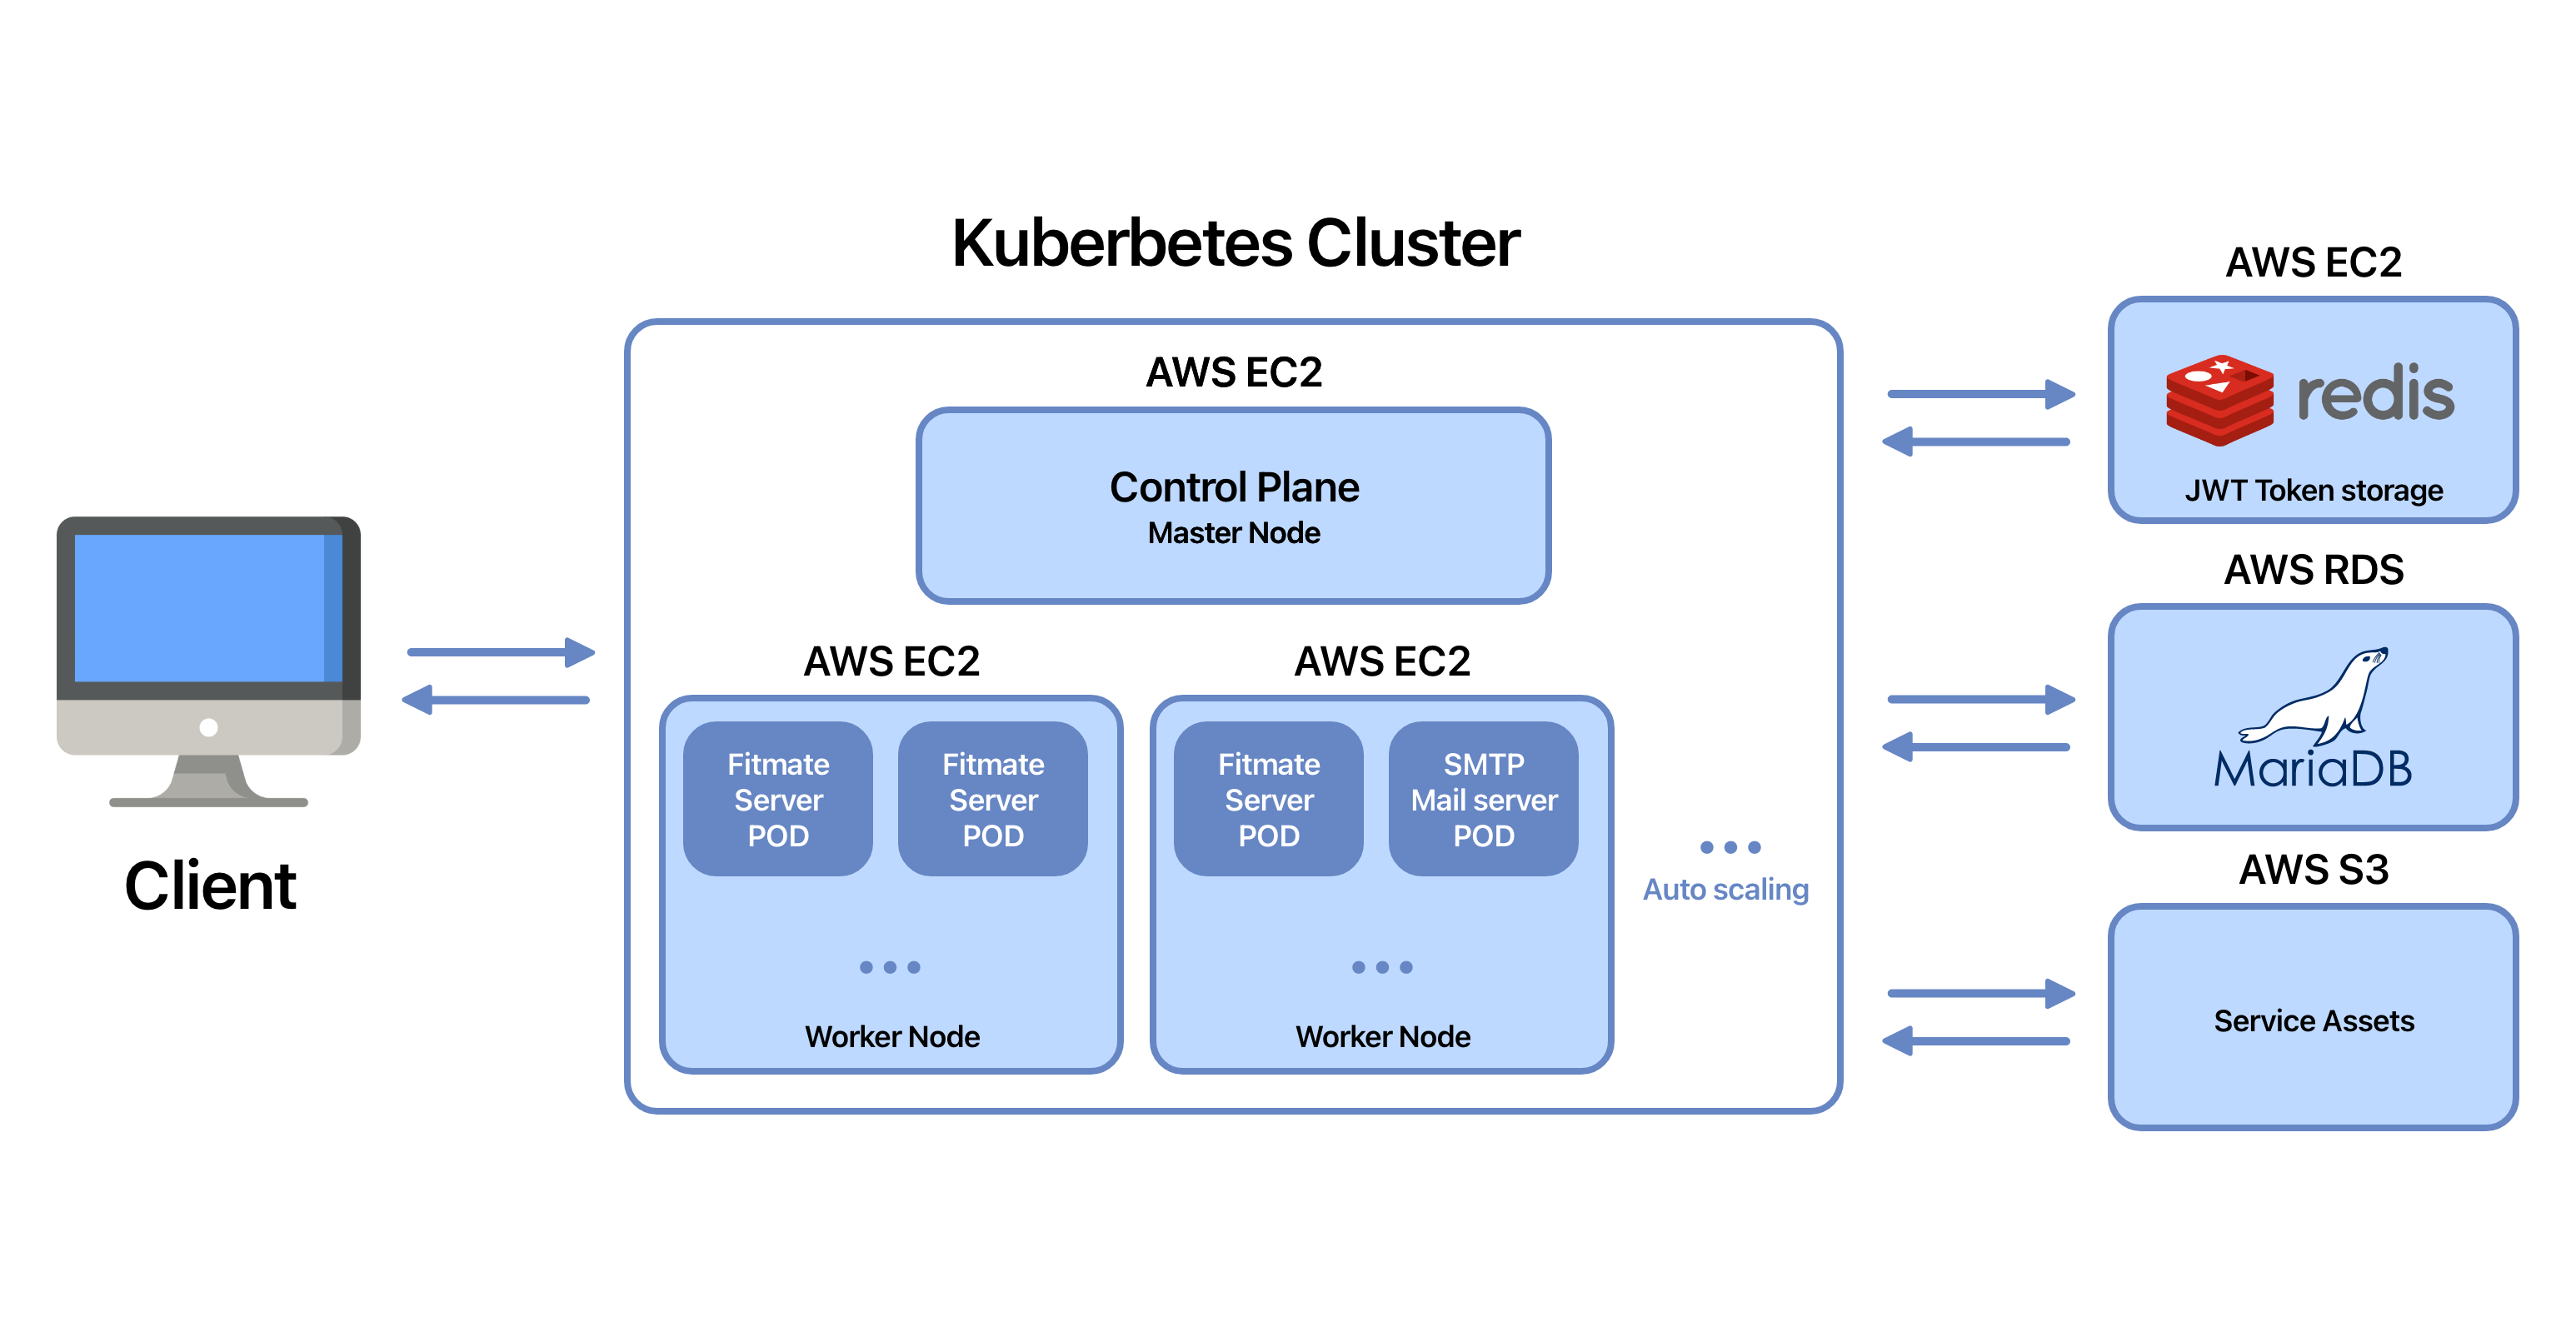 Kuberbetes Cluster
AWS EC2
Control Plane
Master Node
AWS EC2
Fitmate
Server
POD
Fitmate
Server
POD
...
Worker Node
AWS EC2
Fitmate
Server
POD
SMTP
Mail server
POD
...
Worker Node
...
Auto scaling
Client
AWS EC2
redis
JWT Token storage
AWS RDS
MariaDB
AWS S3
Service Assets